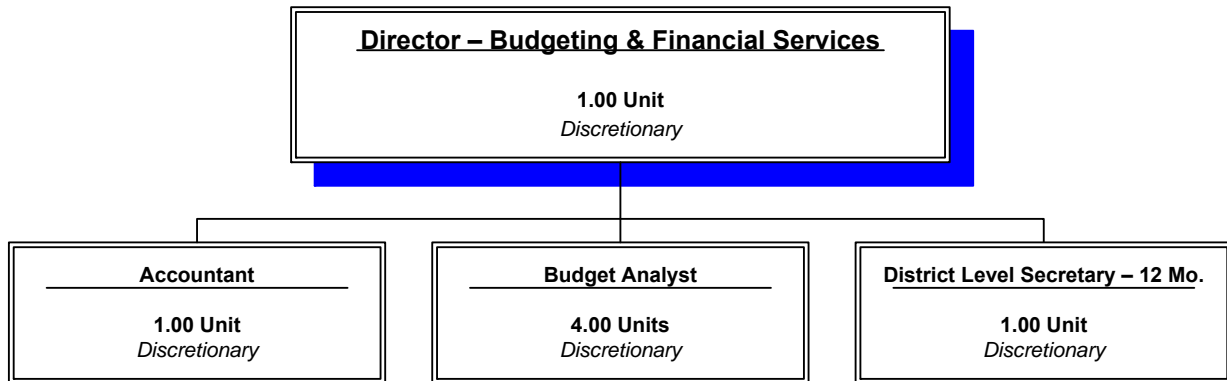 Director – Budgeting & Financial Services
1.00 Unit
Discretionary
Accountant
1.00 Unit
Discretionary
Budget Analyst
4.00 Units
Discretionary
District Level Secretary – 12 Mo.
1.00 Unit
Discretionary